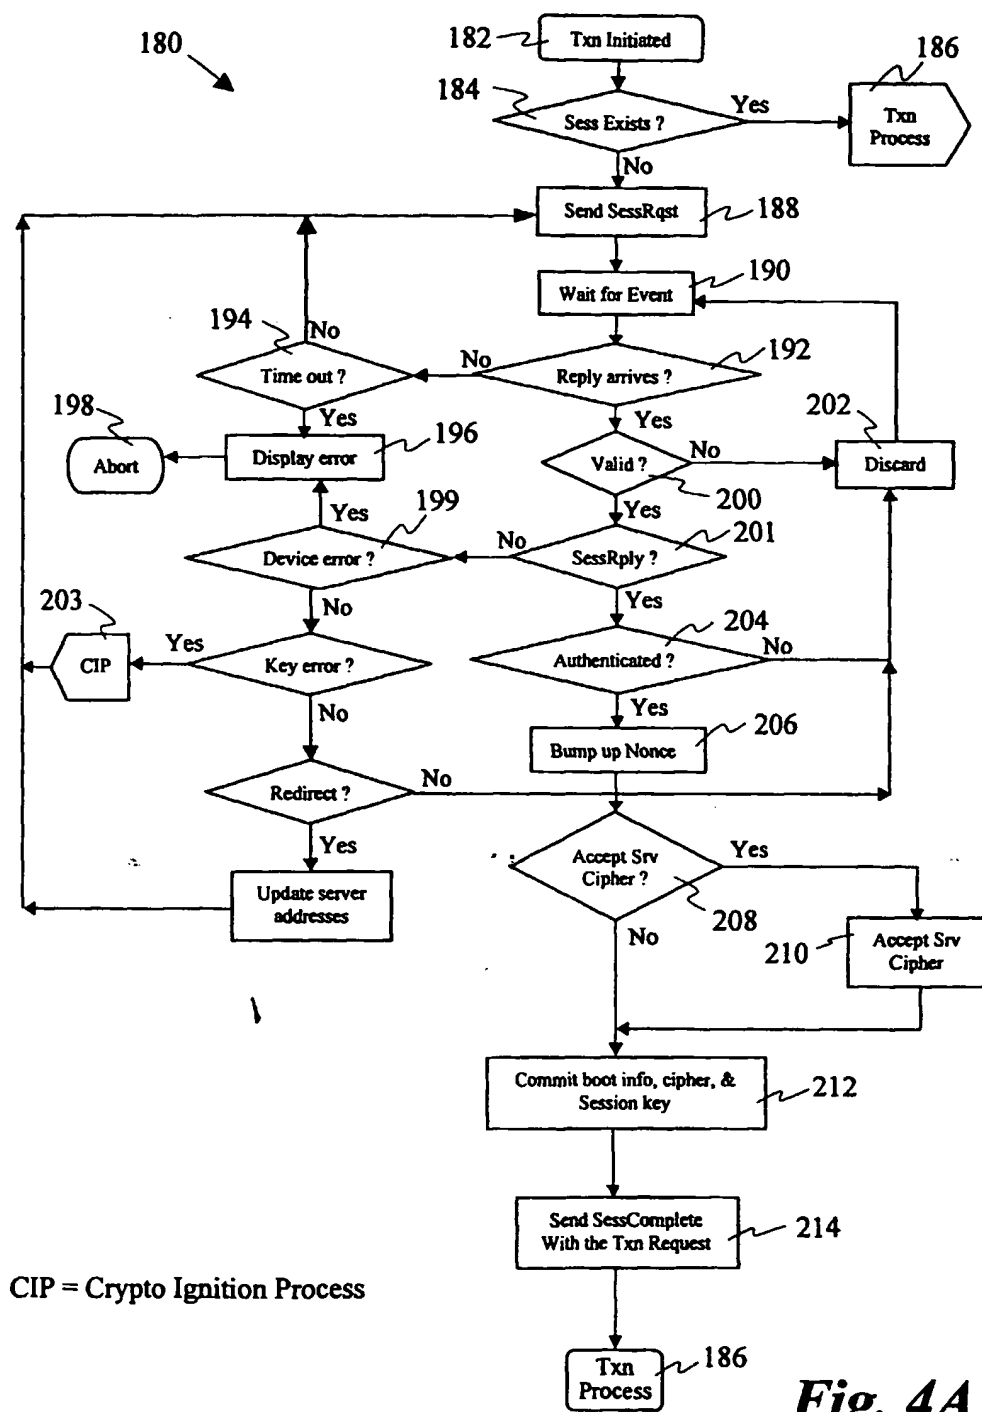 180
182
Txn Initiated
186
184
Sess Exists ?
Yes
Txn
Process
No
Send SessRqst
188
190
Wait for Event
194
No
Time out ?
No
Reply arrives ?
192
198
Yes
196
Yes
202
Abort
Display error
Valid ?
No
Discard
200
Yes
199
Yes
201
Device error ?
No
SessRply ?
203
No
Yes
204
CIP
Yes
Key error ?
Authenticated ?
No
No
Yes
Bump up Nonce
206
Redirect ?
No
Yes
Accept Srv
Cipher ?
Yes
Update server
addresses
208
No
210
Accept Srv
Cipher
Commit boot info, cipher, &
Session key
212
Send SessComplete
With the Txn Request
214
CIP = Crypto Ignition Process
Txn
Process
186
Fig. 4A